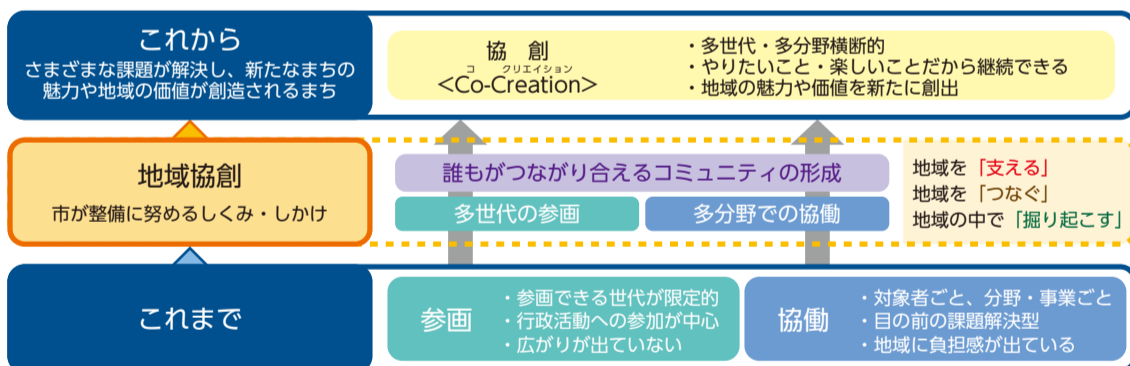 これから
さまざまな課題が解決し、新たなまちの
魅力や地域の価値が創造されるまち
協 創
コ クリエイション
<Co-Creation>
・多世代・多分野横断的
・やりたいこと・楽しいことだから継続できる
・地域の魅力や価値を新たに創出
地域協創
市が整備に努めるしくみ・しかけ
誰もがつながり合えるコミュニティの形成
多世代の参画
多分野での協働
地域を「支える」
地域を「つなぐ」
地域の中で「掘り起こす」
これまで
参画
・参画できる世代が限定的
・行政活動への参加が中心
・広がりが出ていない
協働
・対象者ごと、分野・事業ごと
・目の前の課題解決型
・地域に負担感が出ている